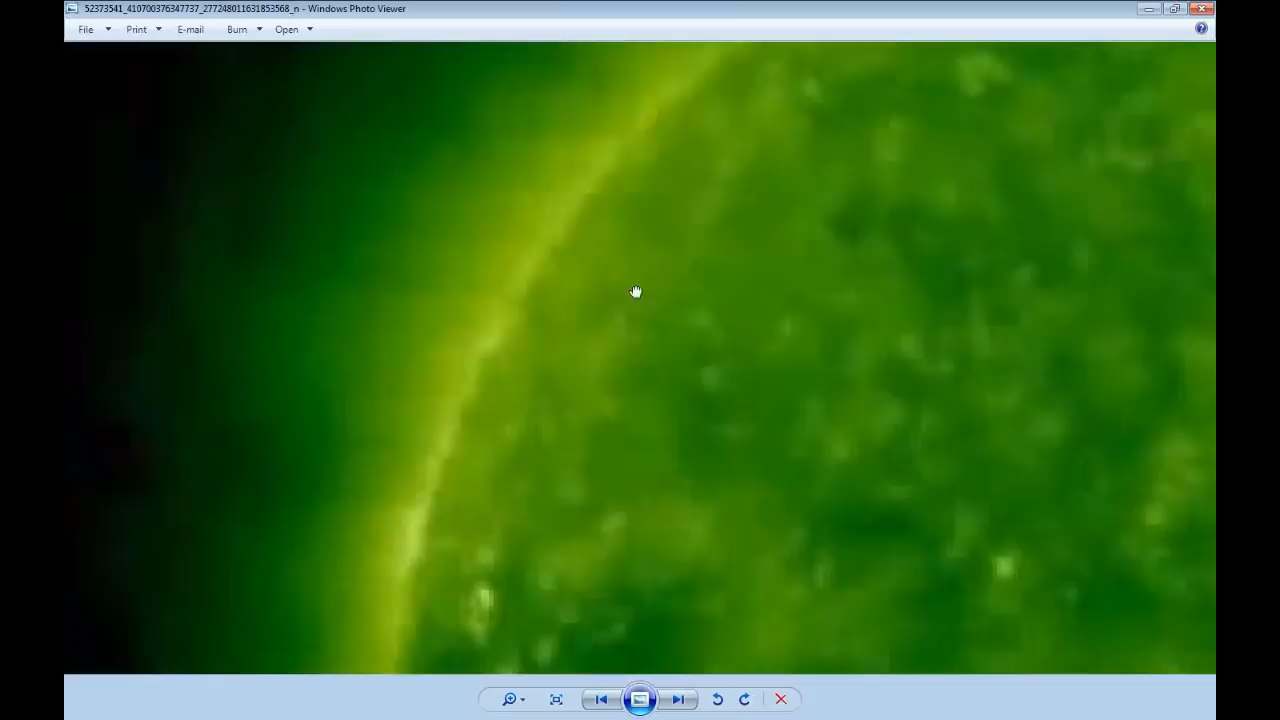 52373541_410700376347737_277248011631853568_n - Windows Photo Viewer
File Print E-mail Burn Open